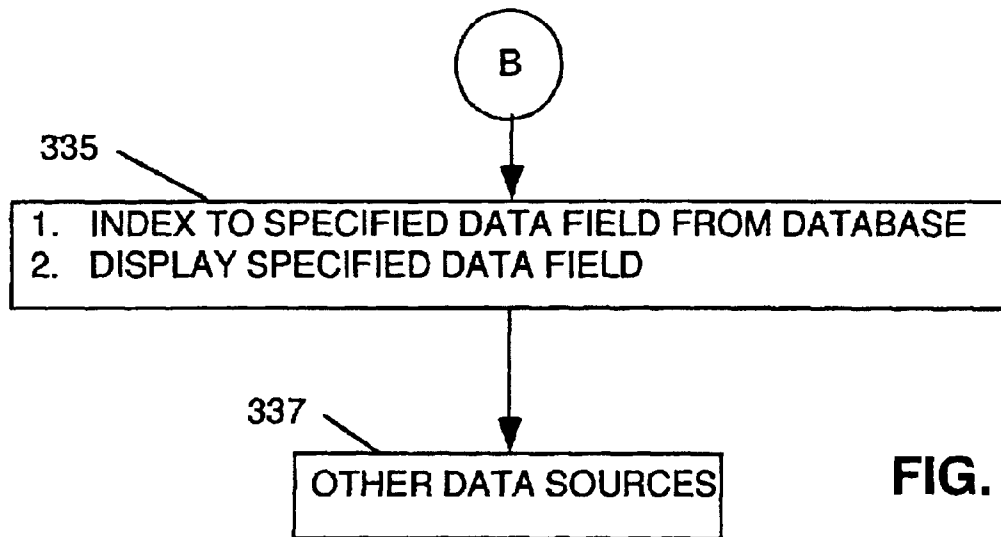 B
335
1. INDEX TO SPECIFIED DATA FIELD FROM DATABASE
2. DISPLAY SPECIFIED DATA FIELD
337
OTHER DATA SOURCES
FIG.